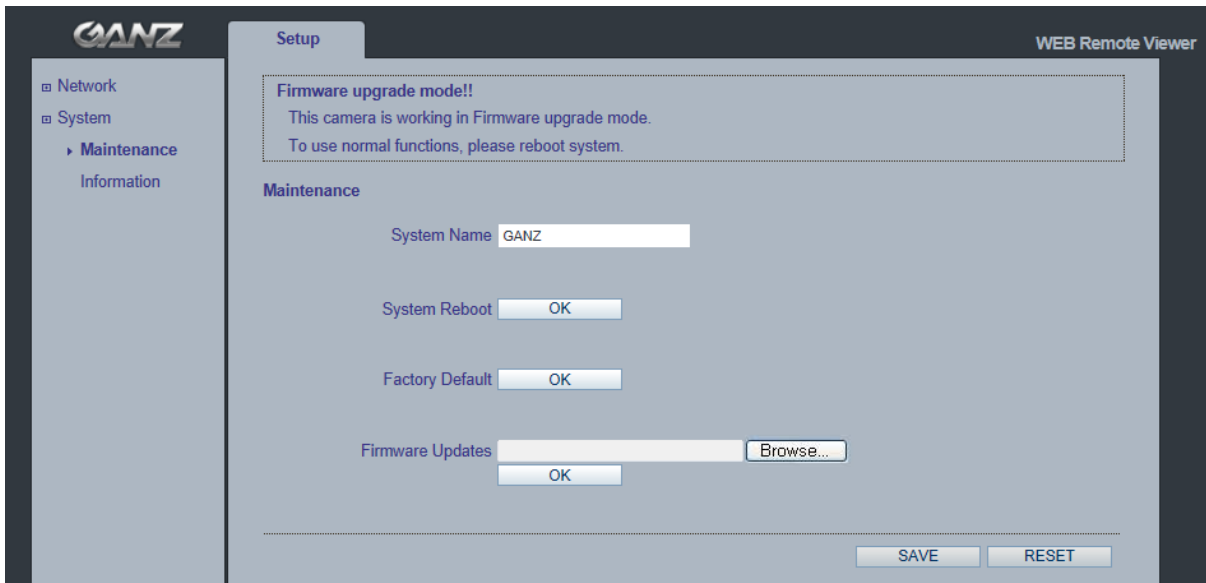 GANZ
Setup
WEB Remote Viewer
Network
System
Maintenance
Information
Firmware upgrade mode!!
This camera is working in Firmware upgrade mode.
To use normal functions, please reboot system.
Maintenance
System Name GANZ
System Reboot OK
Factory Default OK
Firmware Updates Browse...
OK
SAVE RESET